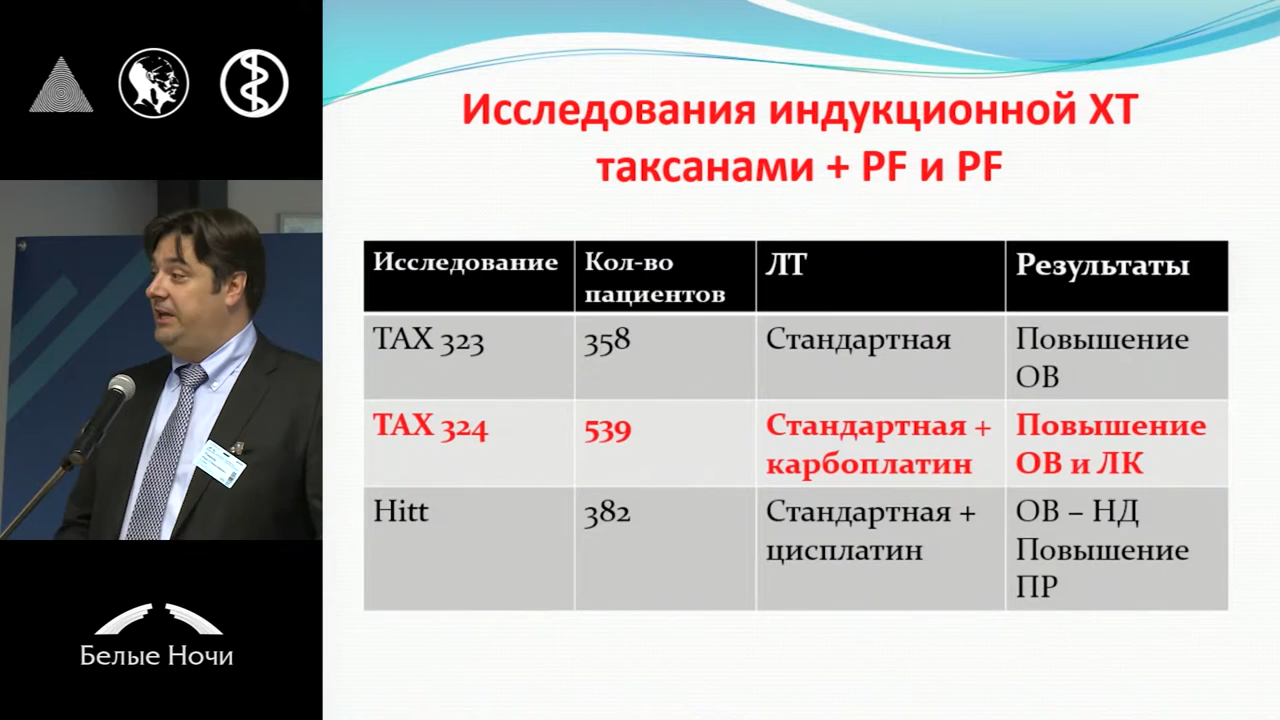 Исследования индукционной ХТ
таксанами + PF и PF
Исследование
Кол-во
пациентов
ЛТ
Результаты
TAX 323
358
Стандартная
Повышение
ОВ
TAX 324
539
Стандартная +
карбоплатин
Повышение
ОВ и ЛК
Hitt
382
Стандартная +
цисплатин
ОВ – НД
Повышение
ПР
Белые Ночи